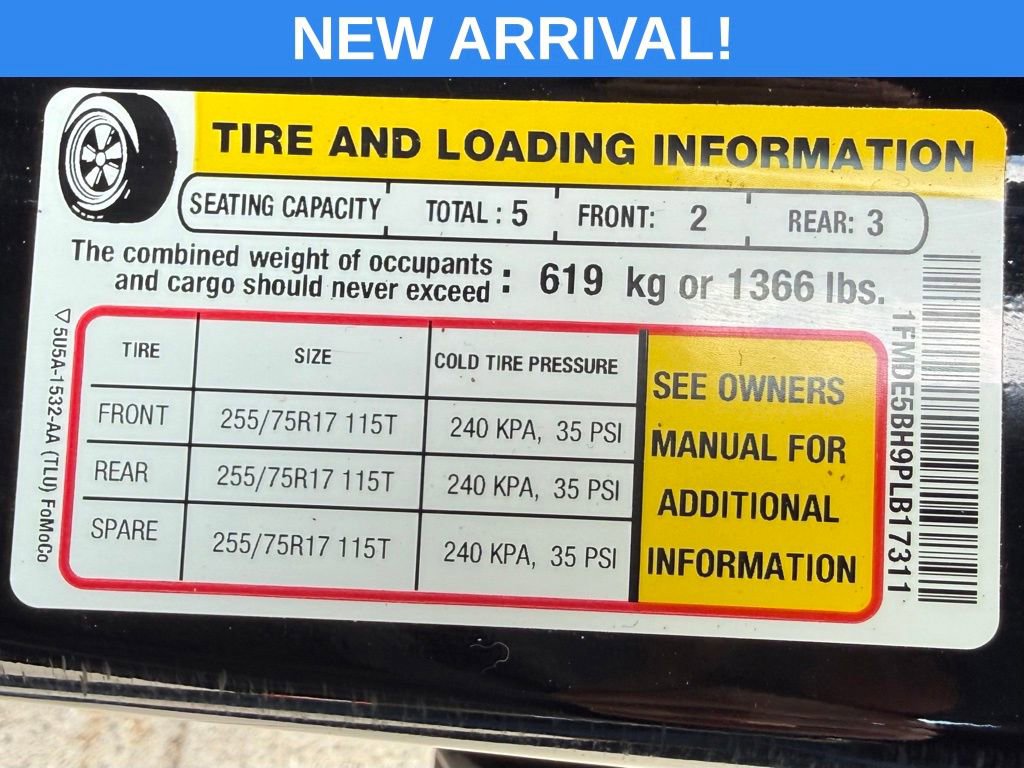 NEW ARRIVAL!
TIRE AND LOADING INFORMATION
SEATING CAPACITY TOTAL : 5 FRONT: 2 REAR: 3
The combined weight of occupants
and cargo should never exceed : 619 kg or 1366 lbs.
TIRE SIZE COLD TIRE PRESSURE
FRONT 255/75R17 115T 240 KPA, 35 PSI
REAR 255/75R17 115T 240 KPA, 35 PSI
SPARE 255/75R17 115T 240 KPA, 35 PSI
SEE OWNERS
MANUAL FOR
ADDITIONAL
INFORMATION
5U5A-1532-AA (TLU) FoMoCo
1FMDE5BH9PLB17311